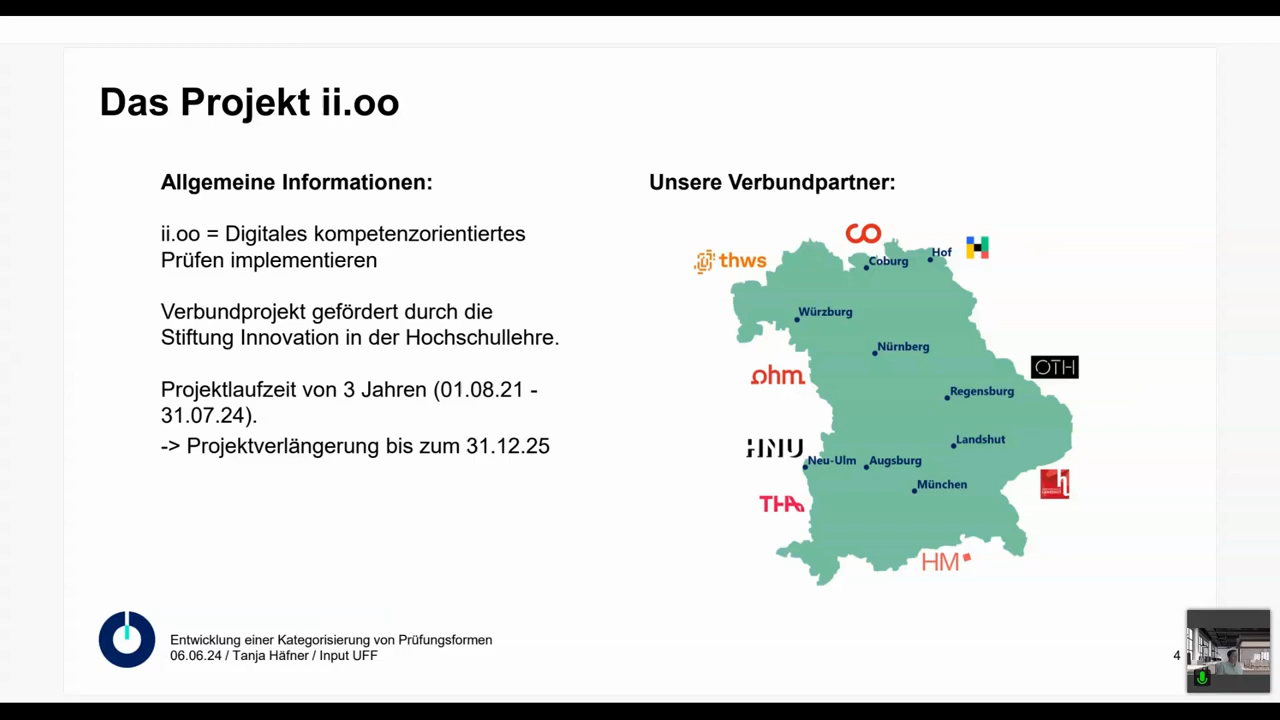 Das Projekt ii.oo
Allgemeine Informationen:
ii.oo = Digitales kompetenzorientiertes
Prüfen implementieren
Verbundprojekt gefördert durch die
Stiftung Innovation in der Hochschullehre.
Projektlaufzeit von 3 Jahren (01.08.21 -
31.07.24).
-> Projektverlängerung bis zum 31.12.25
Unsere Verbundpartner:
co
Hof
thws
Coburg
Würzburg
Nürnberg
ohm
OTH
Regensburg
Landshut
HNU
Neu-Ulm
Augsburg
München
THA
HM
Entwicklung einer Kategorisierung von Prüfungsformen
06.06.24 / Tanja Häfner / Input UFF
4